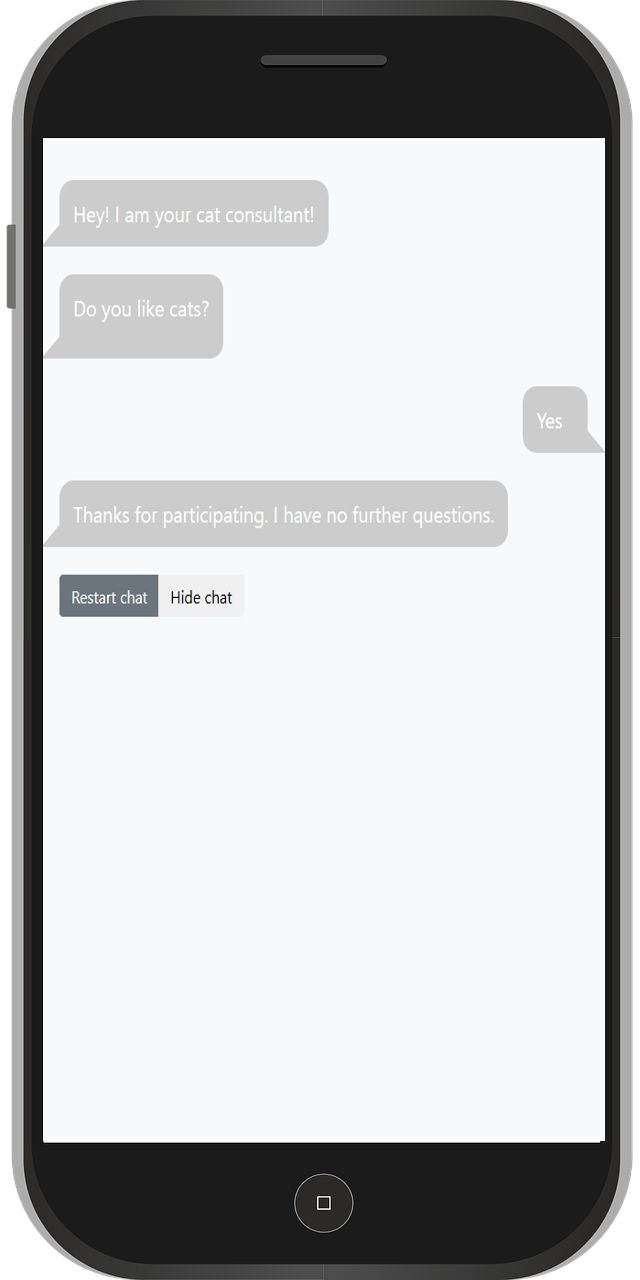 Hey! I am your cat consultant!
Do you like cats?
Yes
Thanks for participating. I have no further questions.
Restart chat
Hide chat